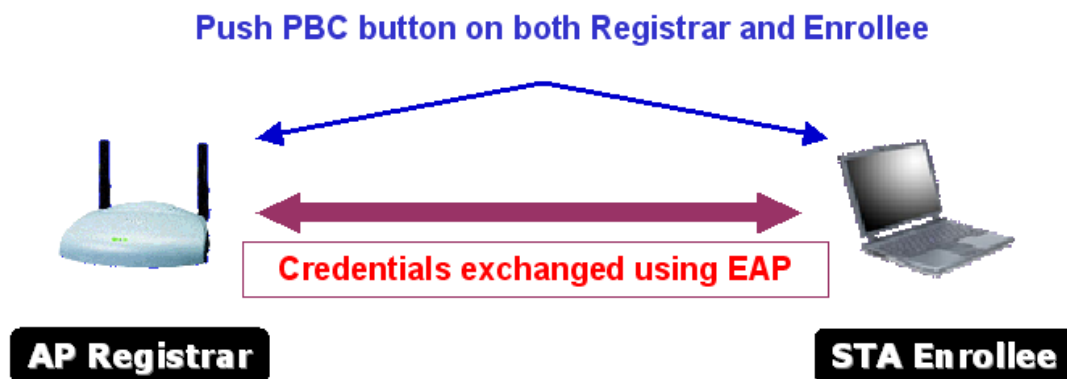 Push PBC button on both Registrar and Enrollee
Credentials exchanged using EAP
AP Registrar
STA Enrollee